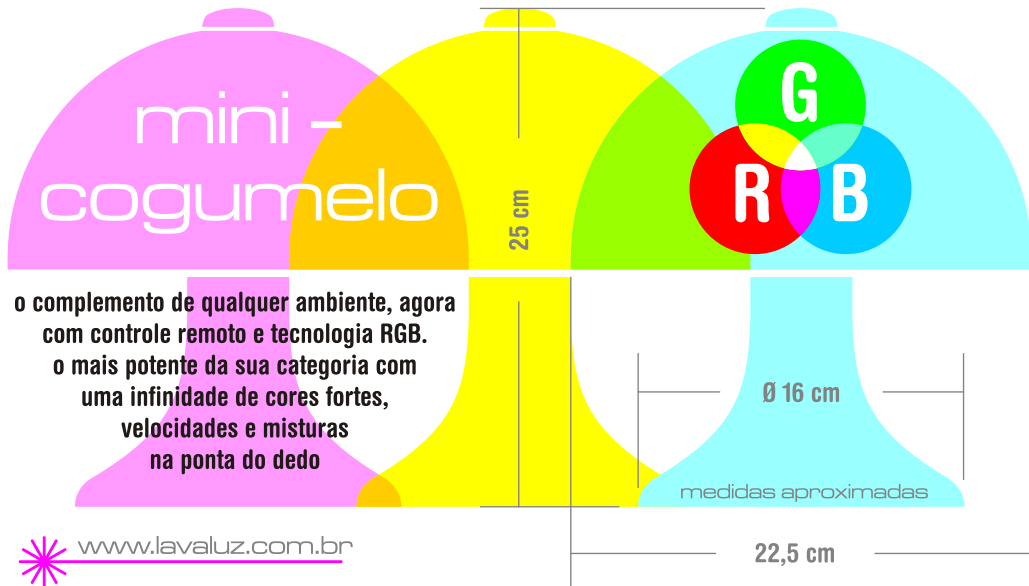 mini -
cogumelo
G
R B
25 cm
o complemento de qualquer ambiente, agora
com controle remoto e tecnologia RGB.
o mais potente da sua categoria com
uma infinidade de cores fortes,
velocidades e misturas
na ponta do dedo
Ø 16 cm
medidas aproximadas
www.lavaluz.com.br
22,5 cm